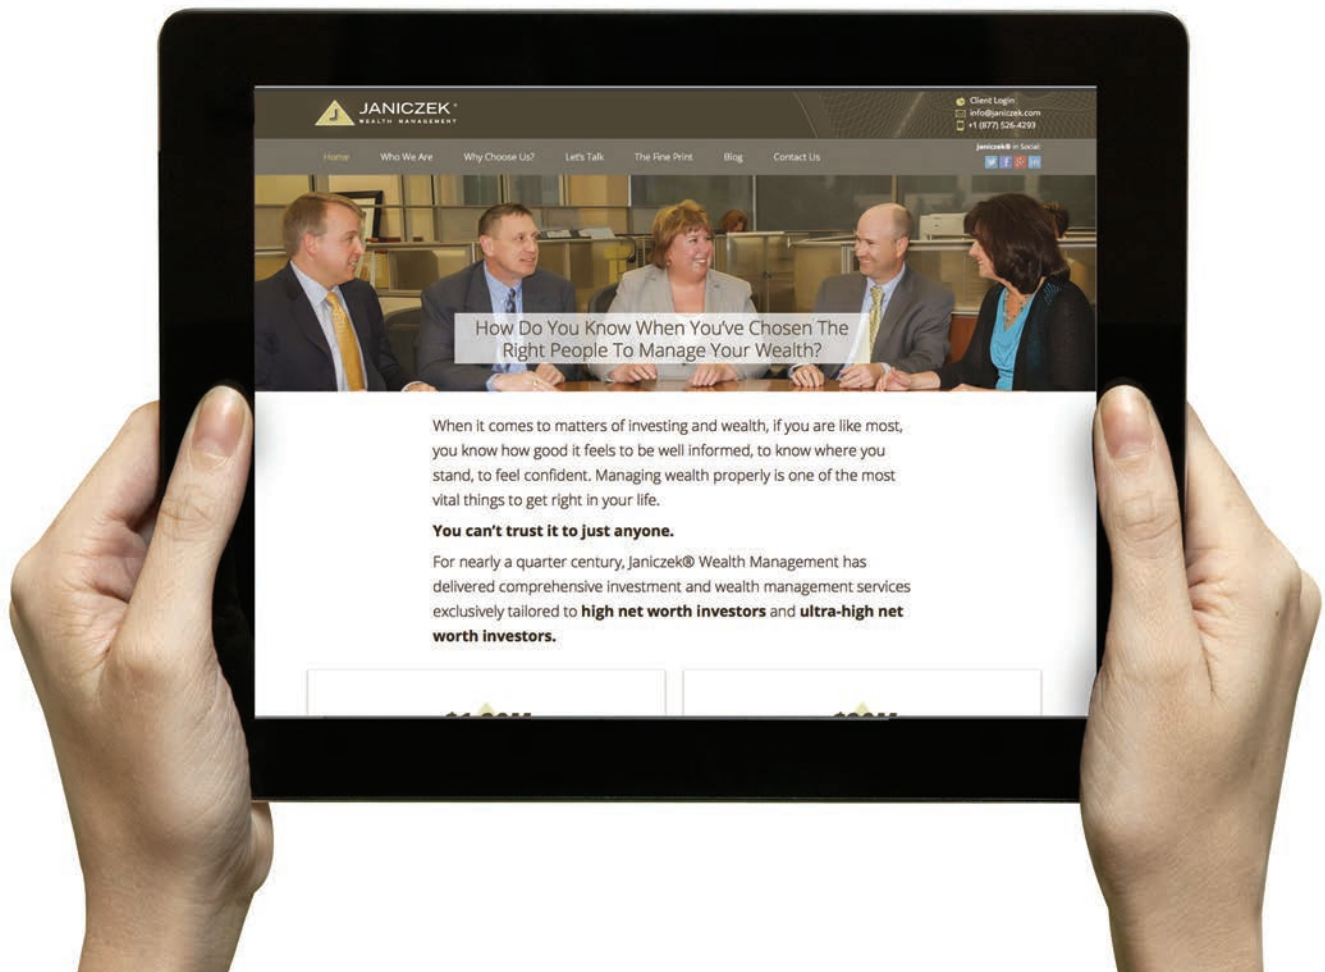 JANICZEK®
WEALTH MANAGEMENT
Client Login
info@janiczek.com
+1 (877) 526-4293
Home Who We Are Why Choose Us? Let's Talk The Fine Print Blog Contact Us
Janiczek® in Social:
How Do You Know When You've Chosen The
Right People To Manage Your Wealth?
When it comes to matters of investing and wealth, if you are like most,
you know how good it feels to be well informed, to know where you
stand, to feel confident. Managing wealth properly is one of the most
vital things to get right in your life.
You can't trust it to just anyone.
For nearly a quarter century, Janiczek® Wealth Management has
delivered comprehensive investment and wealth management services
exclusively tailored to high net worth investors and ultra-high net
worth investors.